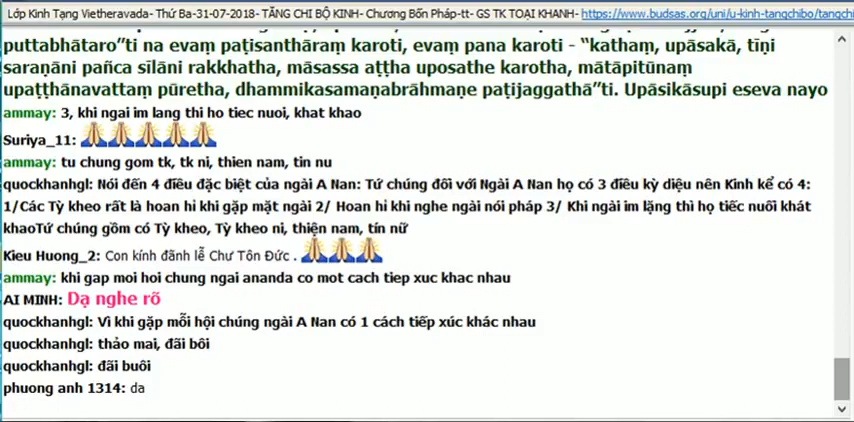 Lớp Kinh Tạng Vietheravada- Thứ Ba-31-07-2018- TĂNG CHI BỘ KINH- Chương Bốn Pháp-tt- GS TK TOẠI KHANH- https://www.budsas.org/uni/u-kinh-tangchibo/tangchi
puttabhātaro”ti na evaṃ paṭisanthāraṃ karoti, evaṃ pana karoti - “kathaṃ, upāsakā, tīṇi
saraṇāni pañca sīlāni rakkhatha, māsassa aṭṭha uposathe karotha, mātāpitūnaṃ
upaṭṭhānavattaṃ pūretha, dhammikasamaṇabrāhmaṇe paṭijaggathā”ti. Upāsikāsupi eseva nayo
ammay: 3, khi ngai im lang thi ho tiec nuoi, khat khao
Suriya_11:
ammay: tu chung gom tk, tk ni, thien nam, tin nu
quockhanhgl: Nói đến 4 điều đặc biệt của ngài A Nan: Tứ chúng đối với Ngài A Nan họ có 3 điều kỳ diệu nên Kinh kể có 4:
1/Các Tỳ kheo rất là hoan hỉ khi gặp mặt ngài 2/ Hoan hỉ khi nghe ngài nói pháp 3/ Khi ngài im lặng thì họ tiếc nuối khát
khaoTứ chúng gồm có Tỳ kheo, Tỳ kheo ni, thiện nam, tín nữ
Kieu Huong_2: Con kính đãnh lễ Chư Tôn Đức .
ammay: khi gap moi hoi chung ngai ananda co mot cach tiep xuc khac nhau
AI MINH: Dạ nghe rõ
quockhanhgl: Vì khi gặp mỗi hội chúng ngài A Nan có 1 cách tiếp xúc khác nhau
quockhanhgl: thảo mai, đãi bôi
quockhanhgl: đãi buôi
phuong anh 1314: da